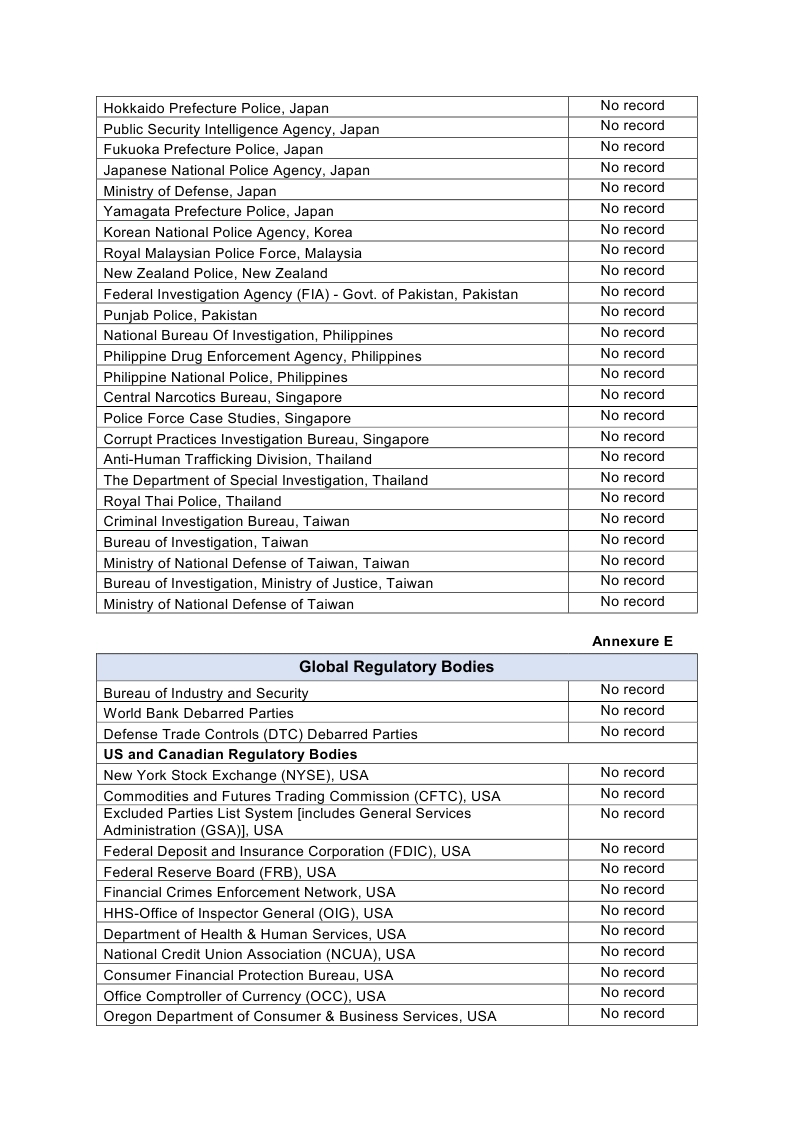 Hokkaido Prefecture Police, Japan No record
Public Security Intelligence Agency, Japan No record
Fukuoka Prefecture Police, Japan No record
Japanese National Police Agency, Japan No record
Ministry of Defense, Japan No record
Yamagata Prefecture Police, Japan No record
Korean National Police Agency, Korea No record
Royal Malaysian Police Force, Malaysia No record
New Zealand Police, New Zealand No record
Federal Investigation Agency (FIA) - Govt. of Pakistan, Pakistan No record
Punjab Police, Pakistan No record
National Bureau Of Investigation, Philippines No record
Philippine Drug Enforcement Agency, Philippines No record
Philippine National Police, Philippines No record
Central Narcotics Bureau, Singapore No record
Police Force Case Studies, Singapore No record
Corrupt Practices Investigation Bureau, Singapore No record
Anti-Human Trafficking Division, Thailand No record
The Department of Special Investigation, Thailand No record
Royal Thai Police, Thailand No record
Criminal Investigation Bureau, Taiwan No record
Bureau of Investigation, Taiwan No record
Ministry of National Defense of Taiwan, Taiwan No record
Bureau of Investigation, Ministry of Justice, Taiwan No record
Ministry of National Defense of Taiwan No record
Annexure E
Global Regulatory Bodies
Bureau of Industry and Security No record
World Bank Debarred Parties No record
Defense Trade Controls (DTC) Debarred Parties No record
US and Canadian Regulatory Bodies
New York Stock Exchange (NYSE), USA No record
Commodities and Futures Trading Commission (CFTC), USA No record
Excluded Parties List System [includes General Services No record
Administration (GSA)], USA
Federal Deposit and Insurance Corporation (FDIC), USA No record
Federal Reserve Board (FRB), USA No record
Financial Crimes Enforcement Network, USA No record
HHS-Office of Inspector General (OIG), USA No record
Department of Health & Human Services, USA No record
National Credit Union Association (NCUA), USA No record
Consumer Financial Protection Bureau, USA No record
Office Comptroller of Currency (OCC), USA No record
Oregon Department of Consumer & Business Services, USA No record